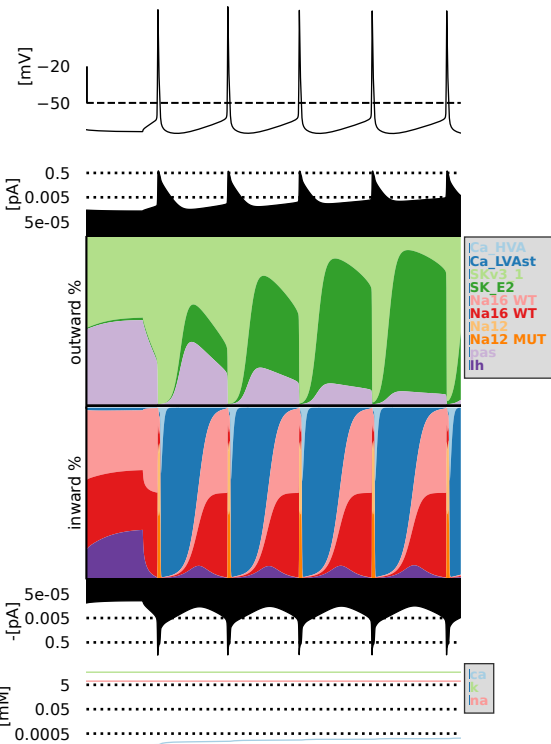 [mV]
−20
−50
[pA]
0.5
0.005
5e-05
outward %
Ca_HVA
Ca_LVAst
SKv3_1
SK_E2
Na16 WT
Na16 WT
Na12
Na12 MUT
pas
Ih
inward %
-[pA]
5e-05
0.005
0.5
[mM]
5
0.05
0.0005
ca
k
na